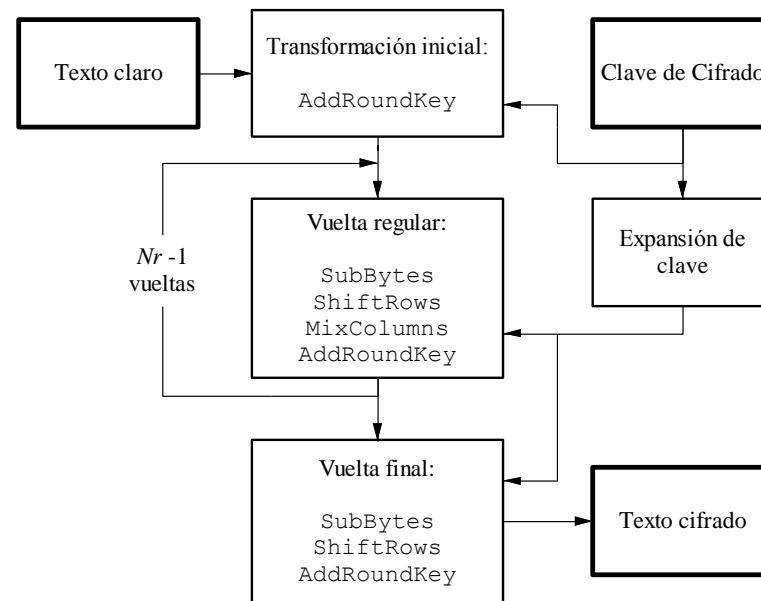 Texto claro
Transformación inicial:
AddRoundKey
Clave de Cifrado
Nr -1
vueltas
Vuelta regular:
SubBytes
ShiftRows
MixColumns
AddRoundKey
Expansión de
clave
Vuelta final:
SubBytes
ShiftRows
AddRoundKey
Texto cifrado